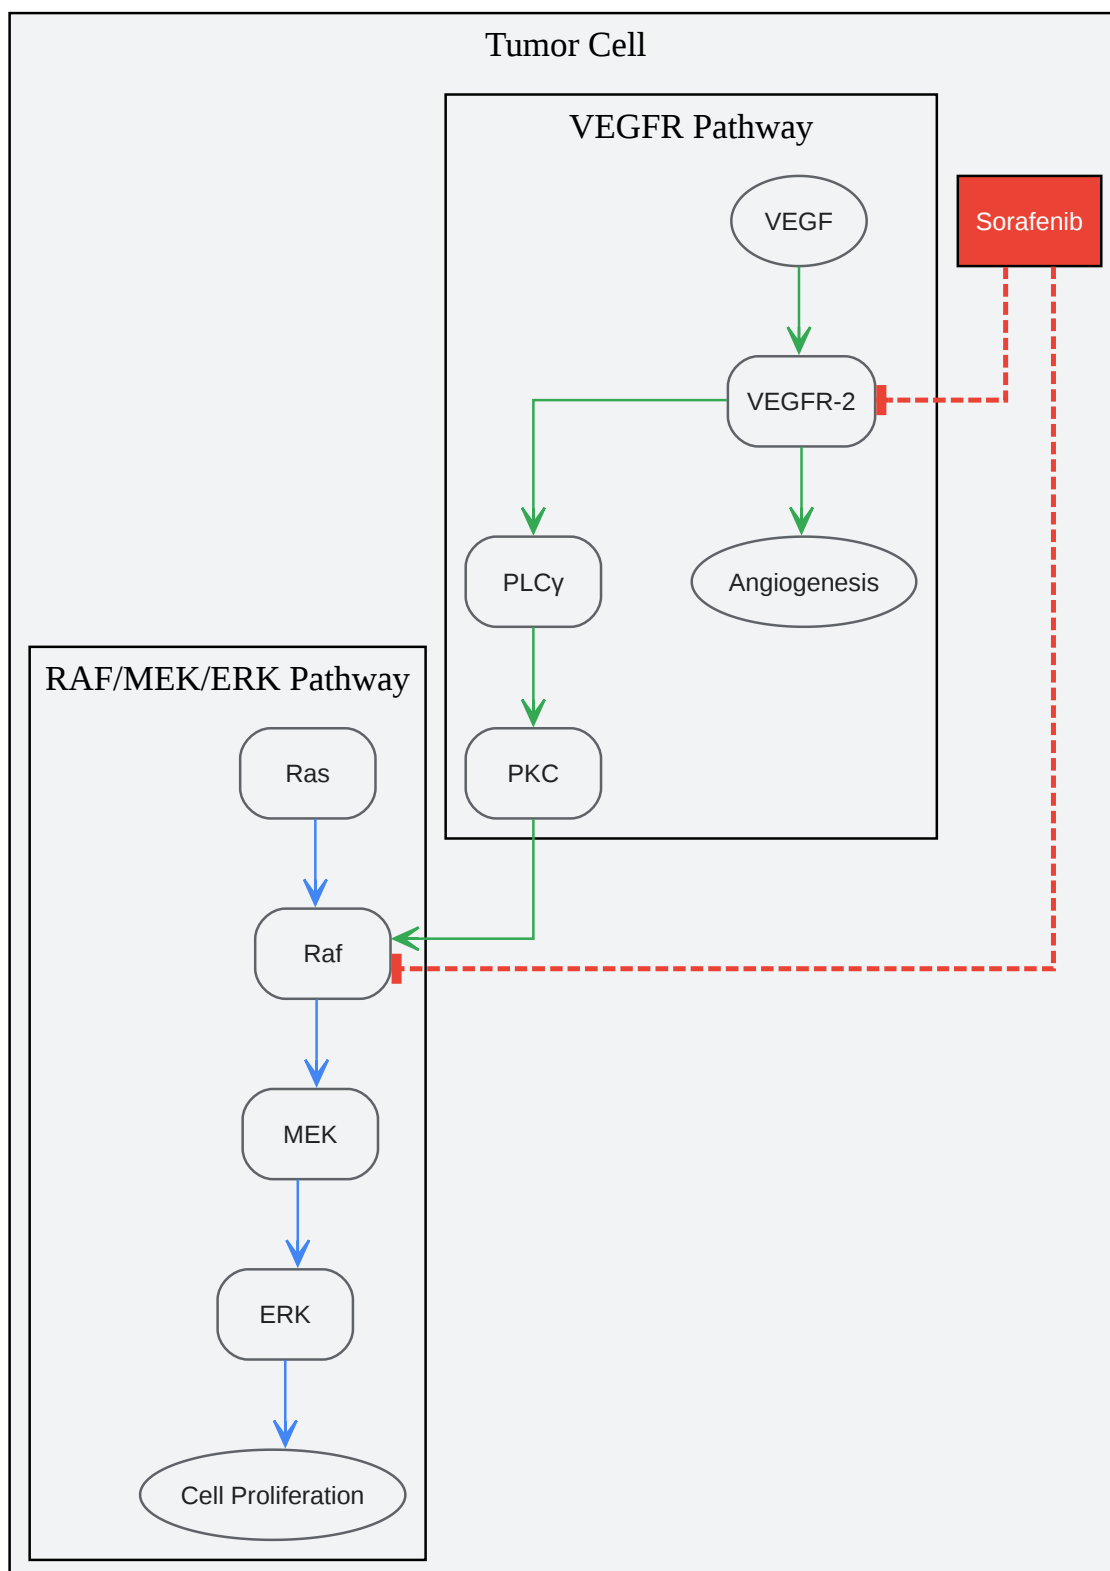 Tumor Cell
VEGFR Pathway
VEGF
Sorafenib
VEGFR-2
PLCγ
Angiogenesis
RAF/MEK/ERK Pathway
Ras
PKC
Raf
MEK
ERK
Cell Proliferation